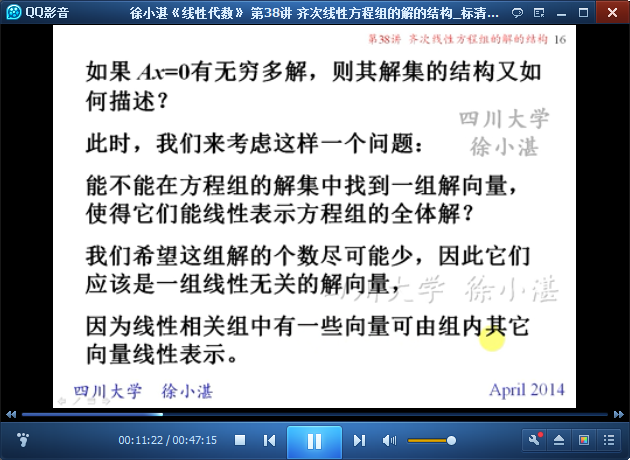 QQ影音
徐小湛《线性代数》 第38讲 齐次线性方程组的解的结构_标清...
第38讲 齐次线性方程组的解的结构 16
如果 Ax=0有无穷多解，则其解集的结构又如
何描述？
四川大学
徐小湛
此时，我们来考虑这样一个问题：
能不能在方程组的解集中找到一组解向量，
使得它们能线性表示方程组的全体解？
我们希望这组解的个数尽可能少，因此它们
应该是一组线性无关的解向量，
四川大学 徐小湛
因为线性相关组中有一些向量可由组内其它
向量线性表示。
四川大学 徐小湛
April 2014
00:11:22 / 00:47:15